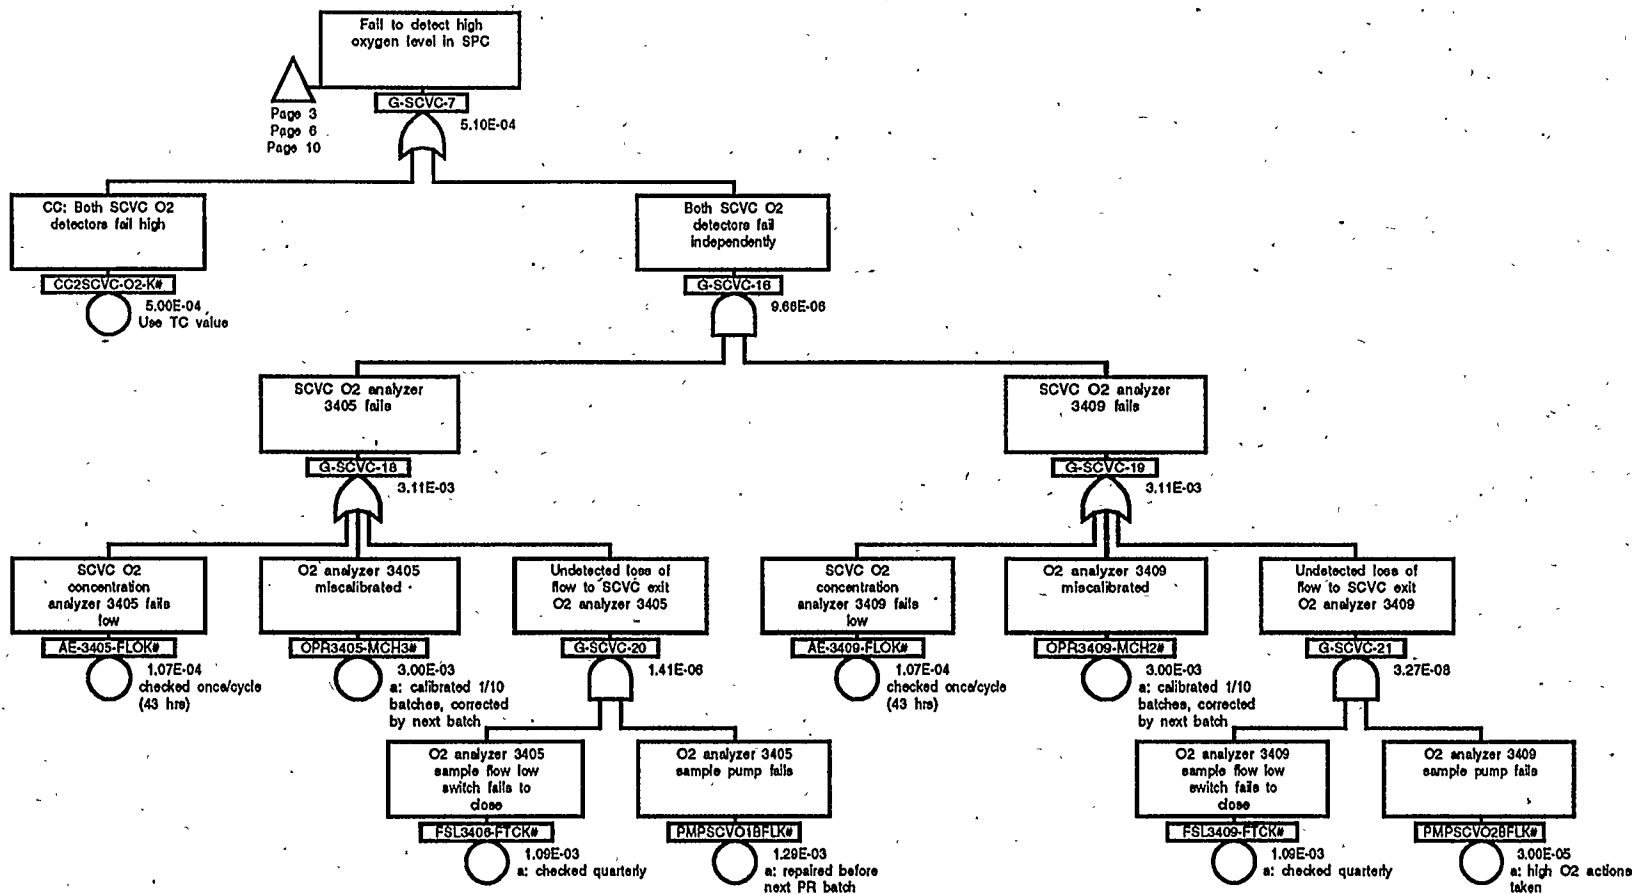 Fail to detect high
oxygen level in SPC
G-SCVC-7
5.10E-04
Page 3
Page 6
Page 10
CC: Both SCVC O2
detectors fail high
CC2SCVC-O2-K#
5.00E-04
Use TC value
Both SCVC O2
detectors fail
independently
G-SCVC-16
9.66E-06
SCVC O2 analyzer
3405 fails
G-SCVC-18
3.11E-03
SCVC O2 analyzer
3409 fails
G-SCVC-19
3.11E-03
SCVC O2
concentration
analyzer 3405 fails
low
AE-3405-FLOK#
1.07E-04
checked once/cycle
(43 hrs)
O2 analyzer 3405
miscalibrated
OPR3405-MCH3#
3.00E-03
a: calibrated 1/10
batches, corrected
by next batch
Undetected loss of
flow to SCVC exit
O2 analyzer 3405
G-SCVC-20
1.41E-06
SCVC O2
concentration
analyzer 3409 fails
low
AE-3409-FLOK#
1.07E-04
checked once/cycle
(43 hrs)
O2 analyzer 3409
miscalibrated
OPR3409-MCH2#
3.00E-03
a: calibrated 1/10
batches, corrected
by next batch
Undetected loss of
flow to SCVC exit
O2 analyzer 3409
G-SCVC-21
3.27E-08
O2 analyzer 3405
sample flow low
switch fails to
close
FSL3406-FTCK#
1.09E-03
a: checked quarterly
O2 analyzer 3405
sample pump fails
PMPSCVO1BFLK#
1.29E-03
a: repaired before
next PR batch
O2 analyzer 3409
sample flow low
switch fails to
close
FSL3409-FTCK#
1.09E-03
a: checked quarterly
O2 analyzer 3409
sample pump fails
PMPSCVO2BFLK#
3.00E-05
a: high O2 actions
taken